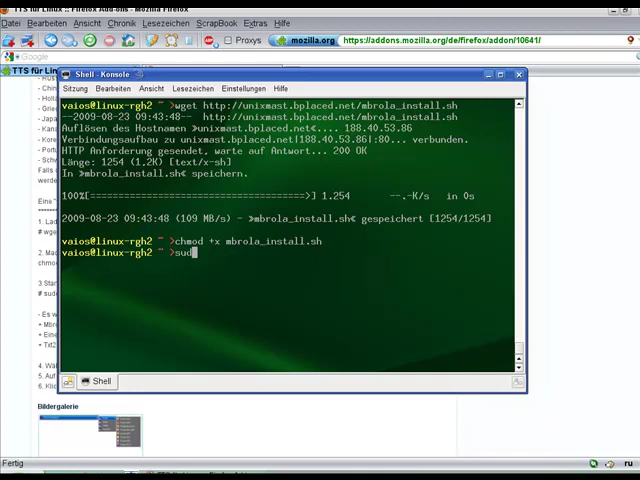 TTS für Linux :: Firefox Add-ons - Mozilla Firefox
Datei Bearbeiten Ansicht Chronik Lesezeichen ScrapBook Extras Hilfe
Proxys mozilla.org https://addons.mozilla.org/de/firefox/addon/10641/
Google
TTS für
Shell - Konsole
Sitzung Bearbeiten Ansicht Lesezeichen Einstellungen Hilfe
vaios@linux-rgh2 ~ >wget http://unixmast.bplaced.net/mbrola_install.sh
--2009-08-23 09:43:48-- http://unixmast.bplaced.net/mbrola_install.sh
Auflösen des Hostnamen »unixmast.bplaced.net«.... 188.40.53.86
Verbindungsaufbau zu unixmast.bplaced.net|188.40.53.86|:80... verbunden.
HTTP Anforderung gesendet, warte auf Antwort... 200 OK
Länge: 1254 (1,2K) [text/x-sh]
In »mbrola_install.sh« speichern.
100%[======================================>] 1.254 --.-K/s in 0s
2009-08-23 09:43:48 (109 MB/s) - »mbrola_install.sh« gespeichert [1254/1254]
vaios@linux-rgh2 ~ >chmod +x mbrola_install.sh
vaios@linux-rgh2 ~ >sud
Shell
Bildergalerie
Fertig
ru